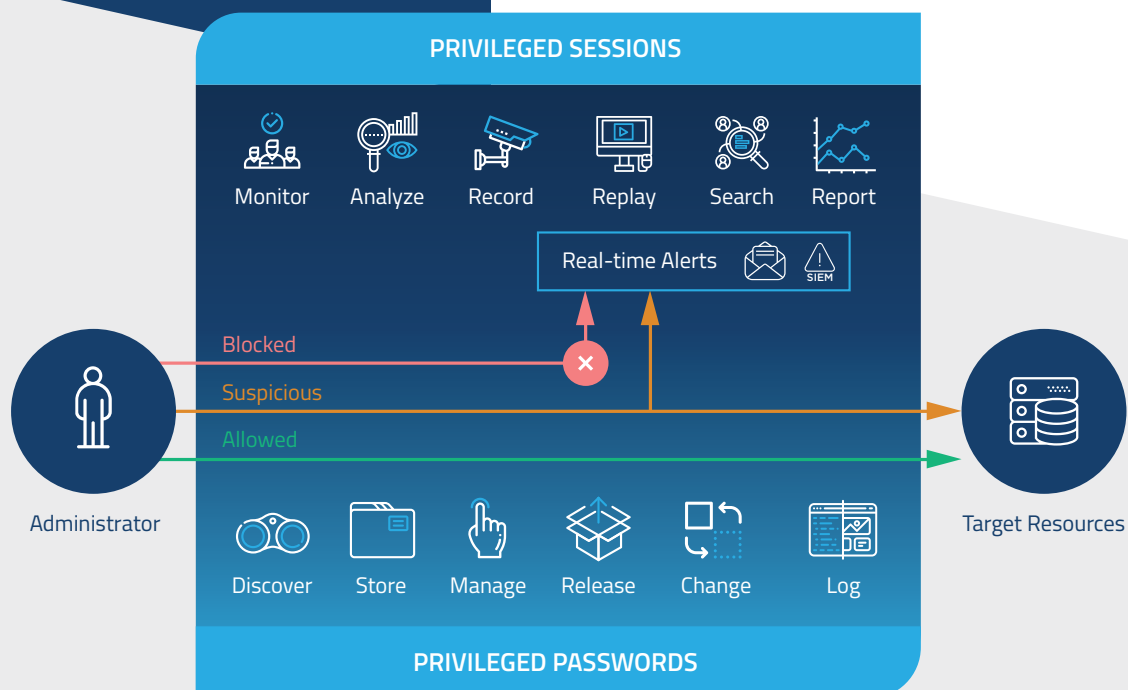 PRIVILEGED SESSIONS
Monitor Analyze Record Replay Search Report
Real-time Alerts SIEM
Blocked
Suspicious
Allowed
Administrator
Target Resources
Discover Store Manage Release Change Log
PRIVILEGED PASSWORDS